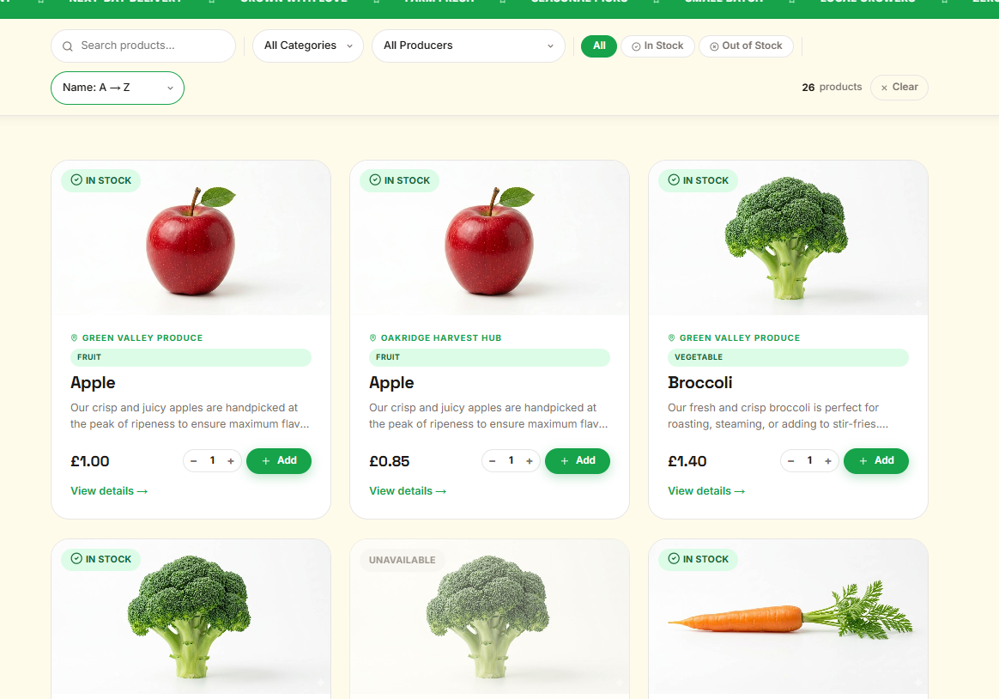 NEXT-DAY DELIVERY GROWN WITH LOVE FARM FRESH SEASONAL PICKS SMALL BATCH LOCAL GROWERS
Search products...
All Categories
All Producers
All
In Stock
Out of Stock
Name: A → Z
26 products
Clear
IN STOCK
GREEN VALLEY PRODUCE
FRUIT
Apple
Our crisp and juicy apples are handpicked at
the peak of ripeness to ensure maximum flav...
£1.00
− 1 +
+ Add
View details →
IN STOCK
OAKRIDGE HARVEST HUB
FRUIT
Apple
Our crisp and juicy apples are handpicked at
the peak of ripeness to ensure maximum flav...
£0.85
− 1 +
+ Add
View details →
IN STOCK
GREEN VALLEY PRODUCE
VEGETABLE
Broccoli
Our fresh and crisp broccoli is perfect for
roasting, steaming, or adding to stir-fries....
£1.40
− 1 +
+ Add
View details →
IN STOCK
UNAVAILABLE
IN STOCK